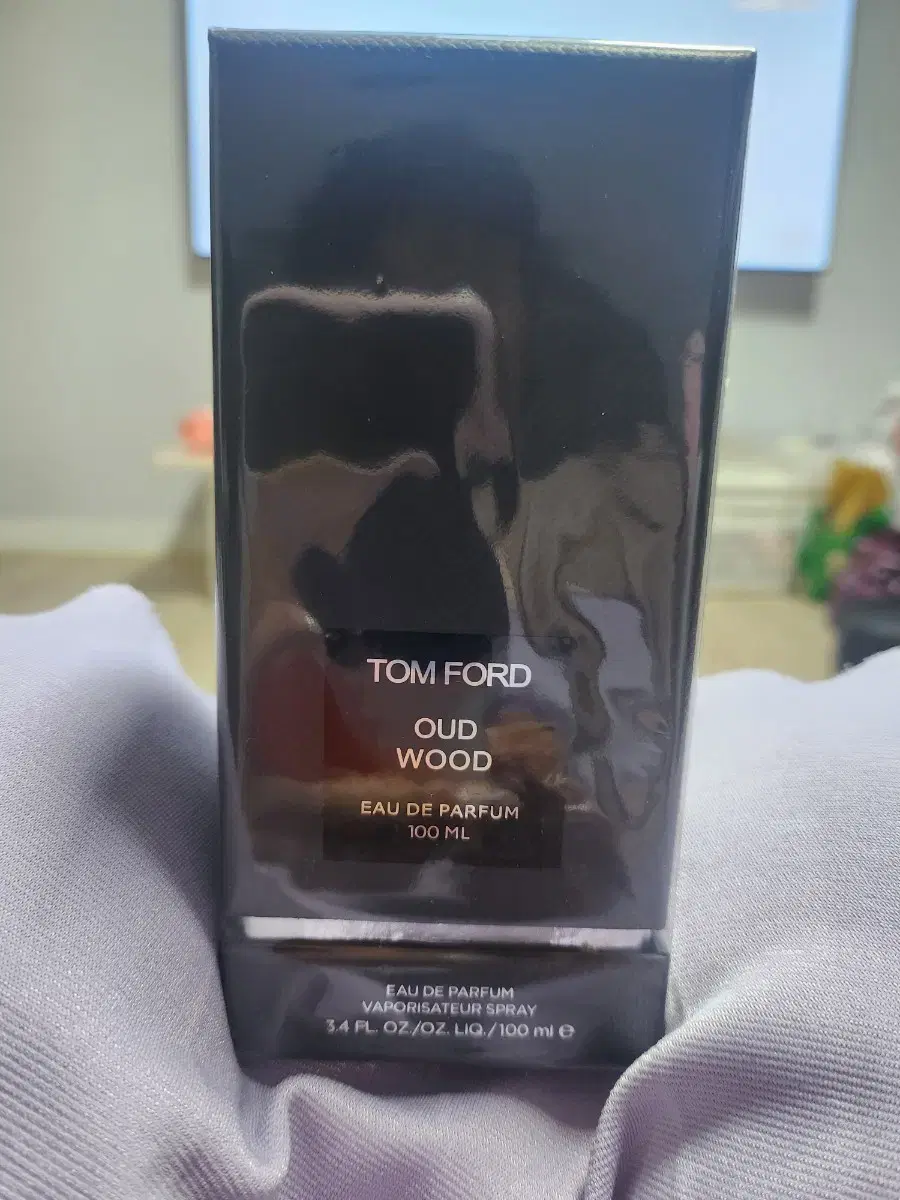 TOM FORD
OUD
WOOD
EAU DE PARFUM
100 ML
EAU DE PARFUM
VAPORISATEUR SPRAY
3.4 FL. OZ./OZ. LIQ./100 ml ℮